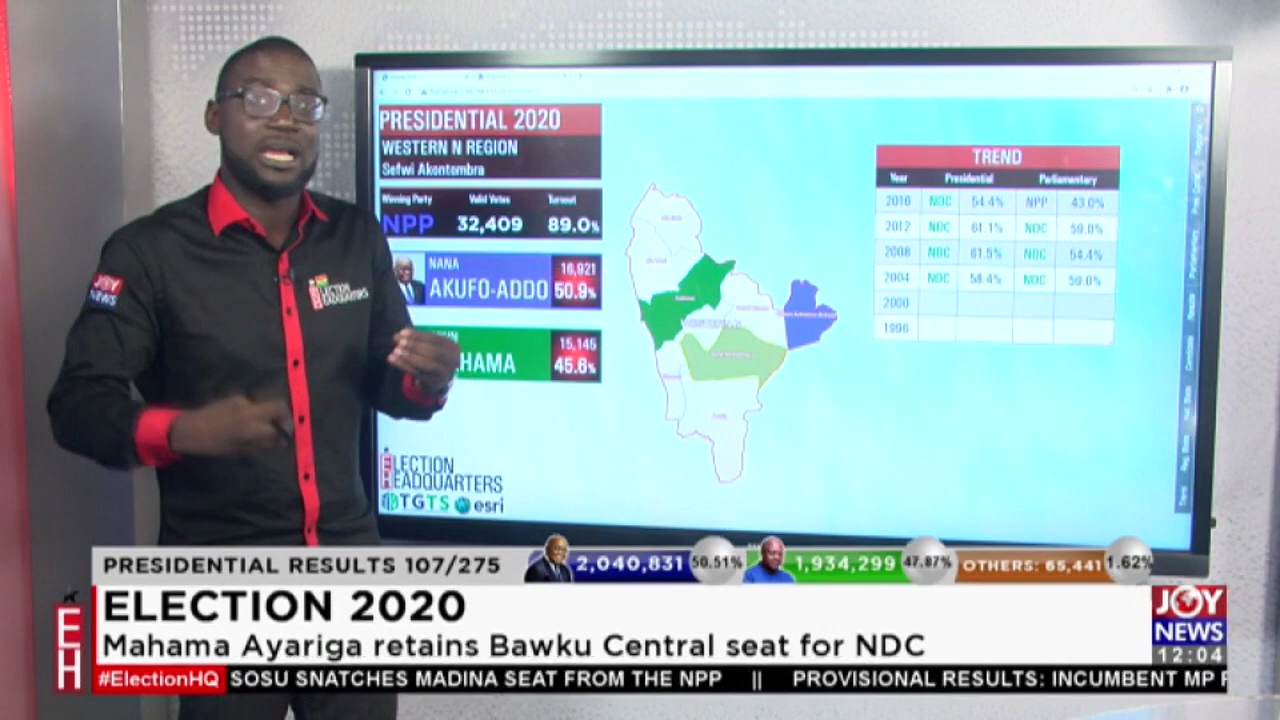 PRESIDENTIAL 2020
WESTERN N REGION
Sefwi Akontombra
Winning Party Valid Votes Turnout
NPP 32,409 89.0%
NANA 16,921
AKUFO-ADDO 50.9%
15,145
HAMA 45.6%
ELECTION
HEADQUARTERS
TGTS esri
TREND
Year Presidential Parliamentary
2016 NDC 54.4% NPP 43.0%
2012 NDC 61.1% NDC
2008 NDC 61.5% NDC 54.4%
2004 NDC 58.4% NDC
2000
1996
JOY
NEWS
ELECTION
HEADQUARTERS
PRESIDENTIAL RESULTS 107/275 2,040,831 50.51% 1,934,299 47.87% OTHERS: 65,441 1.62%
EH
ELECTION 2020
Mahama Ayariga retains Bawku Central seat for NDC
JOY
NEWS
12:04
#ElectionHQ SOSU SNATCHES MADINA SEAT FROM THE NPP || PROVISIONAL RESULTS: INCUMBENT MP